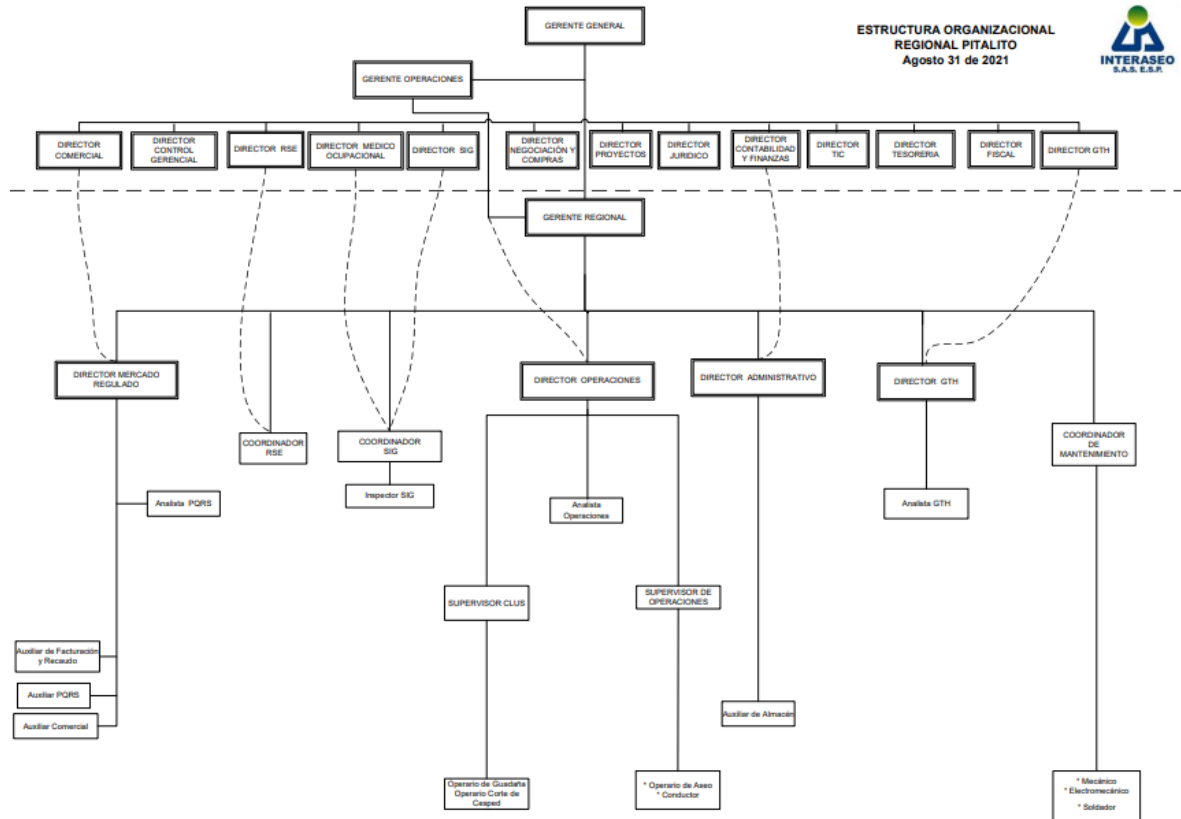 GERENTE GENERAL
ESTRUCTURA ORGANIZACIONAL
REGIONAL PITALITO
Agosto 31 de 2021
INTERASEO
S.A.S. E.S.P.
GERENTE OPERACIONES
DIRECTOR
COMERCIAL
DIRECTOR
CONTROL
GERENCIAL
DIRECTOR RSE
DIRECTOR MEDICO
OCUPACIONAL
DIRECTOR SIG
DIRECTOR
NEGOCIACIÓN Y
COMPRAS
DIRECTOR
PROYECTOS
DIRECTOR
JURIDICO
DIRECTOR
CONTABILIDAD
Y FINANZAS
DIRECTOR
TIC
DIRECTOR
TESORERIA
DIRECTOR
FISCAL
DIRECTOR GTH
GERENTE REGIONAL
DIRECTOR MERCADO
REGULADO
DIRECTOR OPERACIONES
DIRECTOR ADMINISTRATIVO
DIRECTOR GTH
COORDINADOR
RSE
COORDINADOR
SIG
COORDINADOR
DE
MANTENIMIENTO
Analista PQRS
Inspector SIG
Analista
Operaciones
Analista GTH
SUPERVISOR CLUS
SUPERVISOR DE
OPERACIONES
Auxiliar de Facturación
y Recaudo
Auxiliar PQRS
Auxiliar Comercial
Auxiliar de Almacén
Operario de Guadaña
Operario Corte de
Cesped
* Operario de Aseo
* Conductor
* Mecánico
* Electromecánico
* Soldador